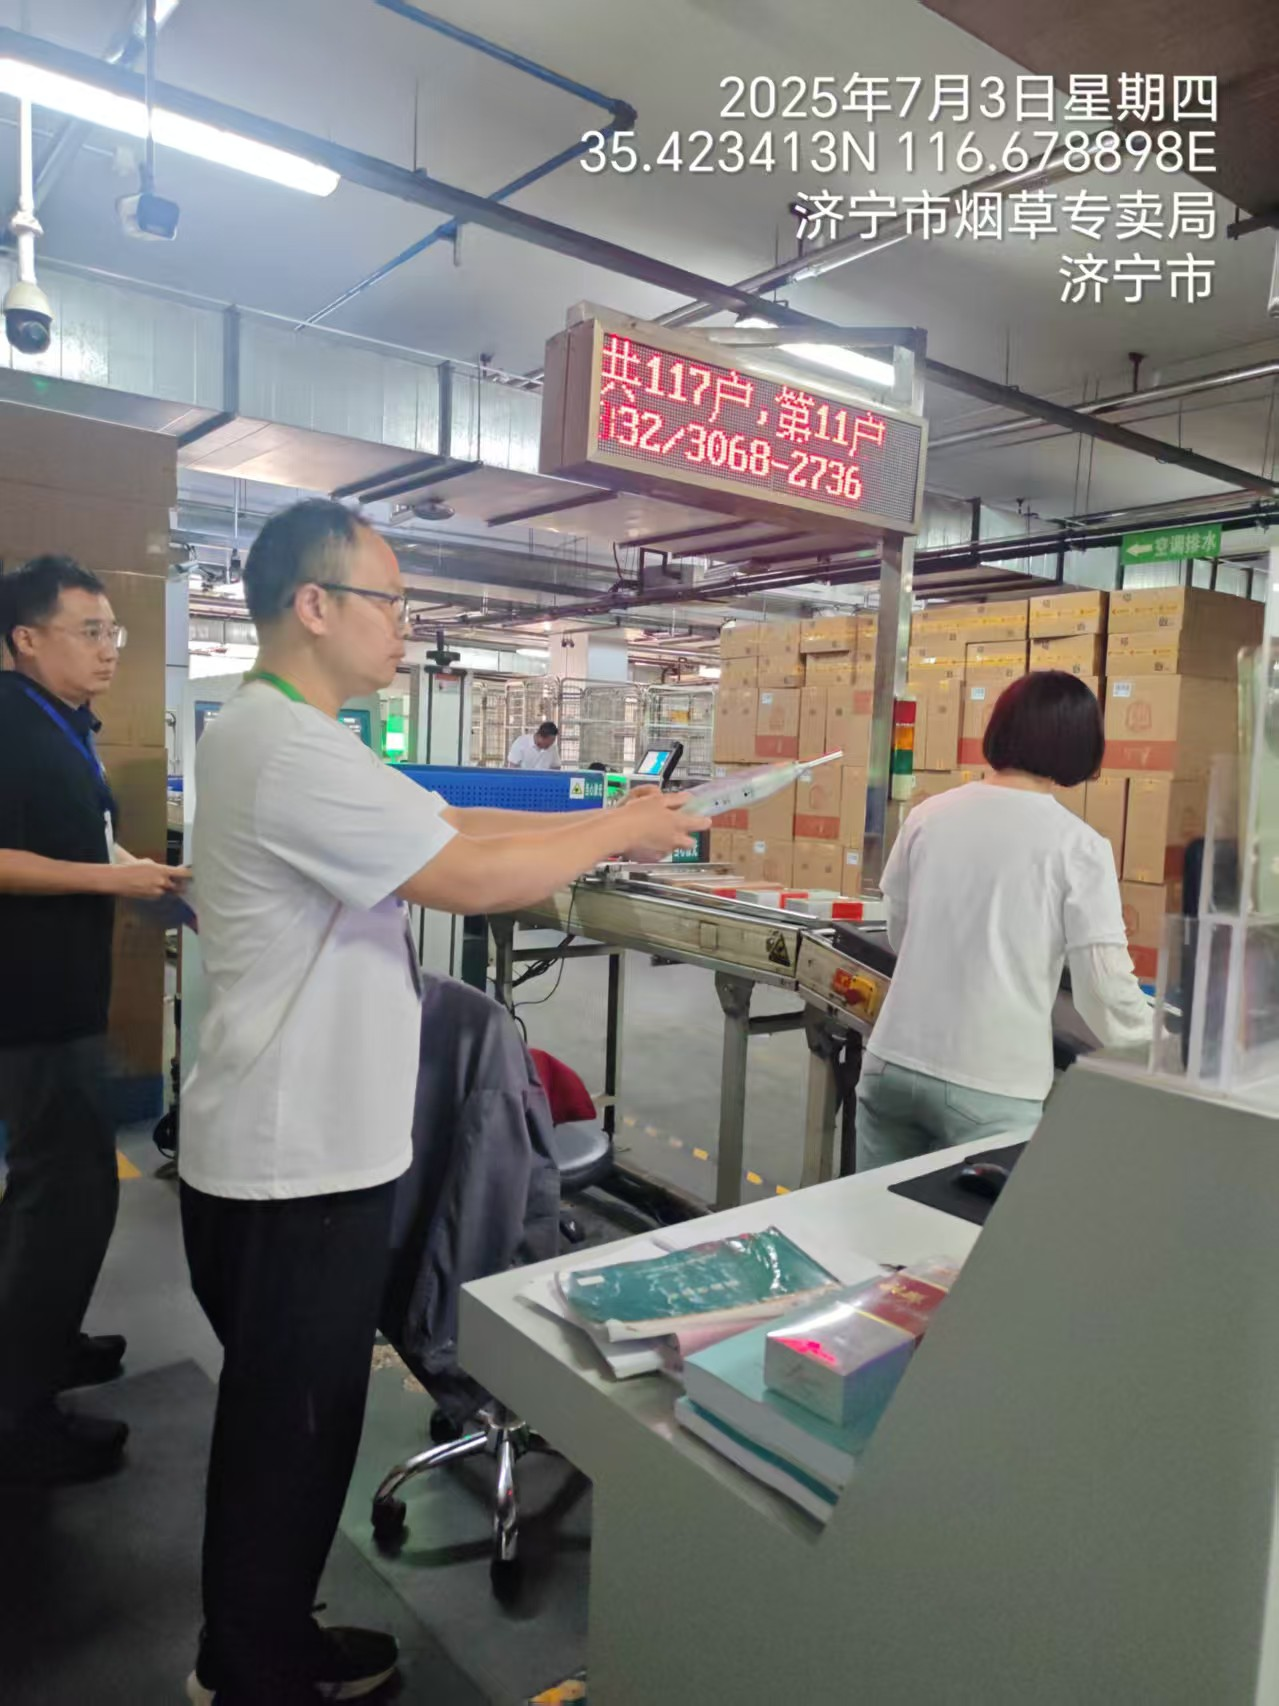 2025年7月3日星期四
35.423413N 116.678898E
济宁市烟草专卖局
济宁市
共117户,第11户
132/3068-2736
空调排水